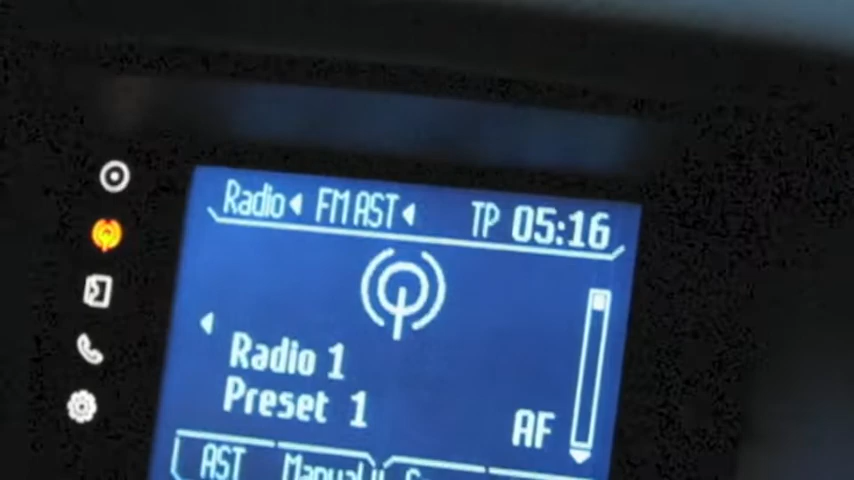 Radio FM AST TP 05:16
Radio 1
Preset 1
AF
AST Manual